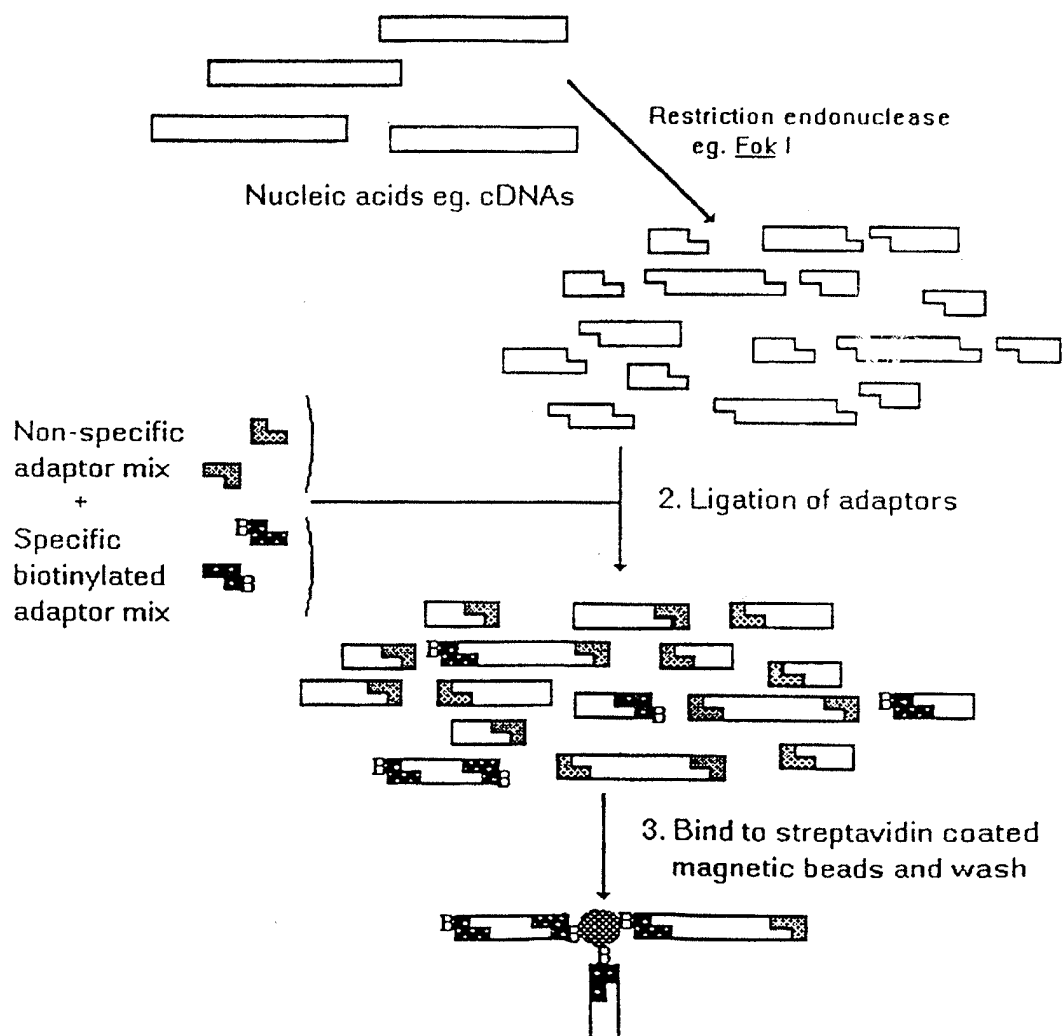 Restriction endonuclease
eg. Fok I
Nucleic acids eg. cDNAs
Non-specific
adaptor mix
+
Specific
biotinylated
adaptor mix
B
B
2. Ligation of adaptors
B
B
B
B
B
3. Bind to streptavidin coated
magnetic beads and wash
B
B
B
B